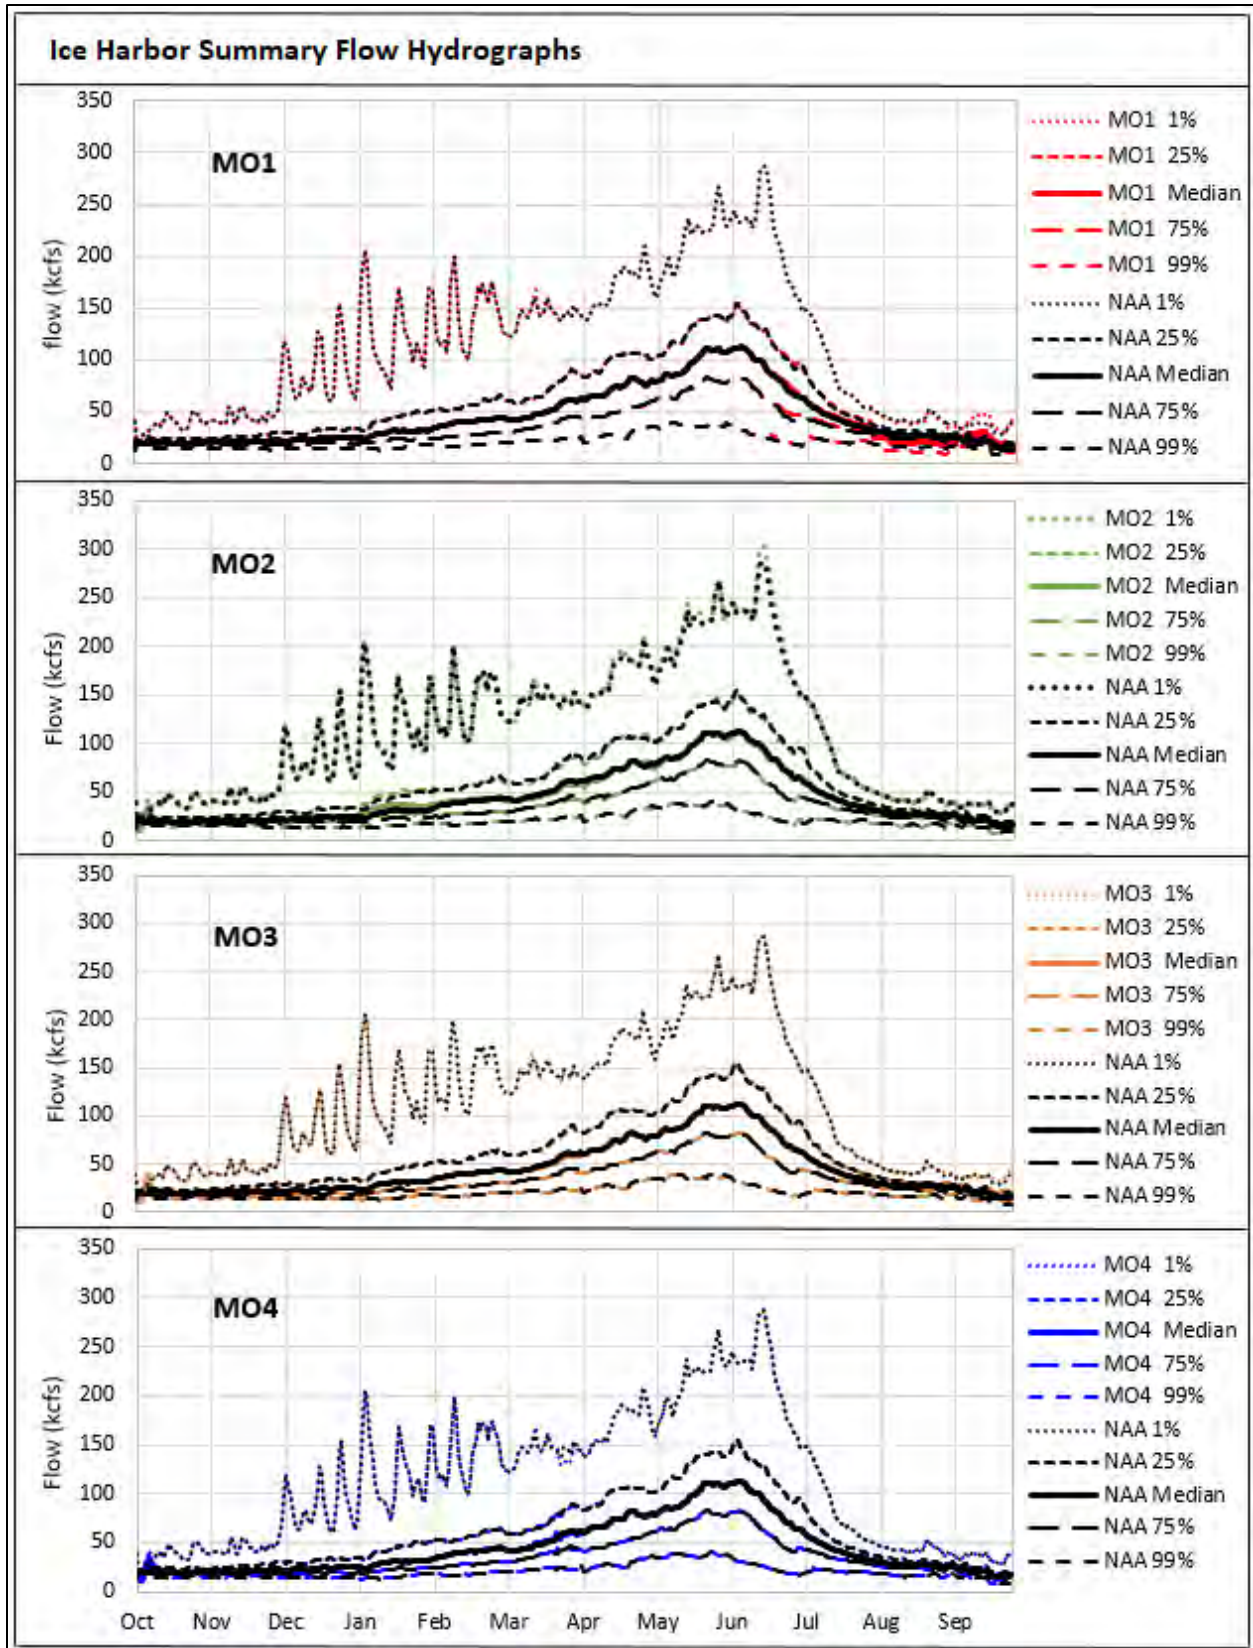 Ice Harbor Summary Flow Hydrographs
350
300
250
200
150
100
50
0
flow (kcfs)
MO1
MO1 1%
MO1 25%
MO1 Median
MO1 75%
MO1 99%
NAA 1%
NAA 25%
NAA Median
NAA 75%
NAA 99%
350
300
250
200
150
100
50
0
Flow (kcfs)
MO2
MO2 1%
MO2 25%
MO2 Median
MO2 75%
MO2 99%
NAA 1%
NAA 25%
NAA Median
NAA 75%
NAA 99%
350
300
250
200
150
100
50
0
Flow (kcfs)
MO3
MO3 1%
MO3 25%
MO3 Median
MO3 75%
MO3 99%
NAA 1%
NAA 25%
NAA Median
NAA 75%
NAA 99%
350
300
250
200
150
100
50
0
Flow (kcfs)
MO4
MO4 1%
MO4 25%
MO4 Median
MO4 75%
MO4 99%
NAA 1%
NAA 25%
NAA Median
NAA 75%
NAA 99%
Oct Nov Dec Jan Feb Mar Apr May Jun Jul Aug Sep